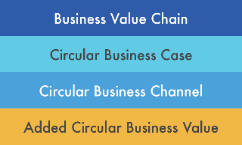 Business Value Chain
Circular Business Case
Circular Business Channel
Added Circular Business Value